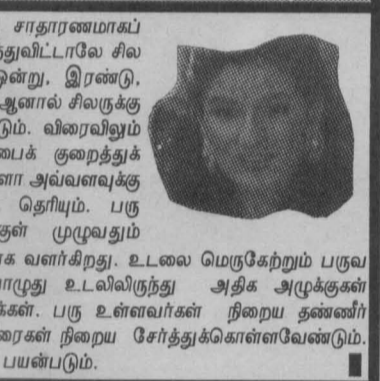 சாதாரணமாகப்
துவிட்டாலே சில
ஒன்று, இரண்டு,
ஆனால் சிலருக்கு
டும். விரைவிலும்
பைக் குறைத்துக்
ளா அவ்வளவுக்கு
தெரியும். பரு
குள் முழுவதும்
க வளர்கிறது. உடலை மெருகேற்றும் பருவ
ாழுது உடலிலிருந்து அதிக அழுக்குகள்
க்கள். பரு உள்ளவர்கள் நிறைய தண்ணீர்
ரைகள் நிறைய சேர்த்துக்கொள்ளவேண்டும்.
பயன்படும்.